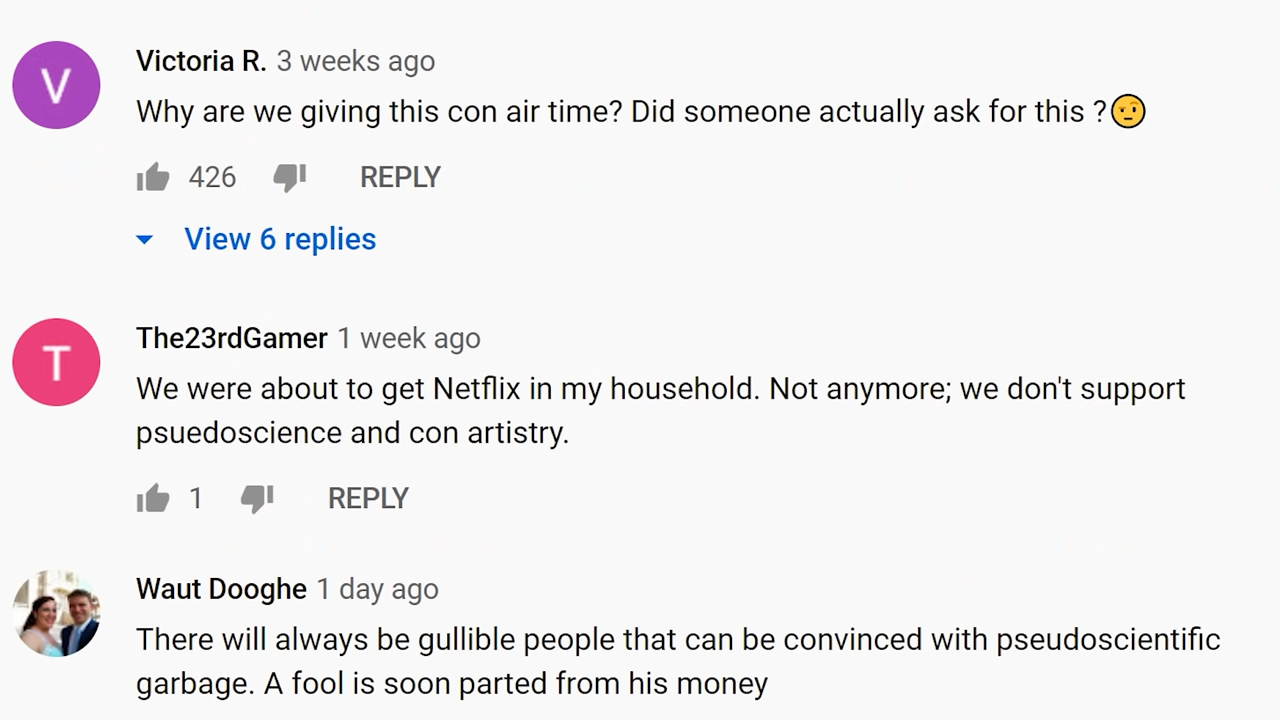 V
Victoria R. 3 weeks ago
Why are we giving this con air time? Did someone actually ask for this ?🤨
426 REPLY
View 6 replies
T
The23rdGamer 1 week ago
We were about to get Netflix in my household. Not anymore; we don't support
psuedoscience and con artistry.
1 REPLY
Waut Dooghe 1 day ago
There will always be gullible people that can be convinced with pseudoscientific
garbage. A fool is soon parted from his money